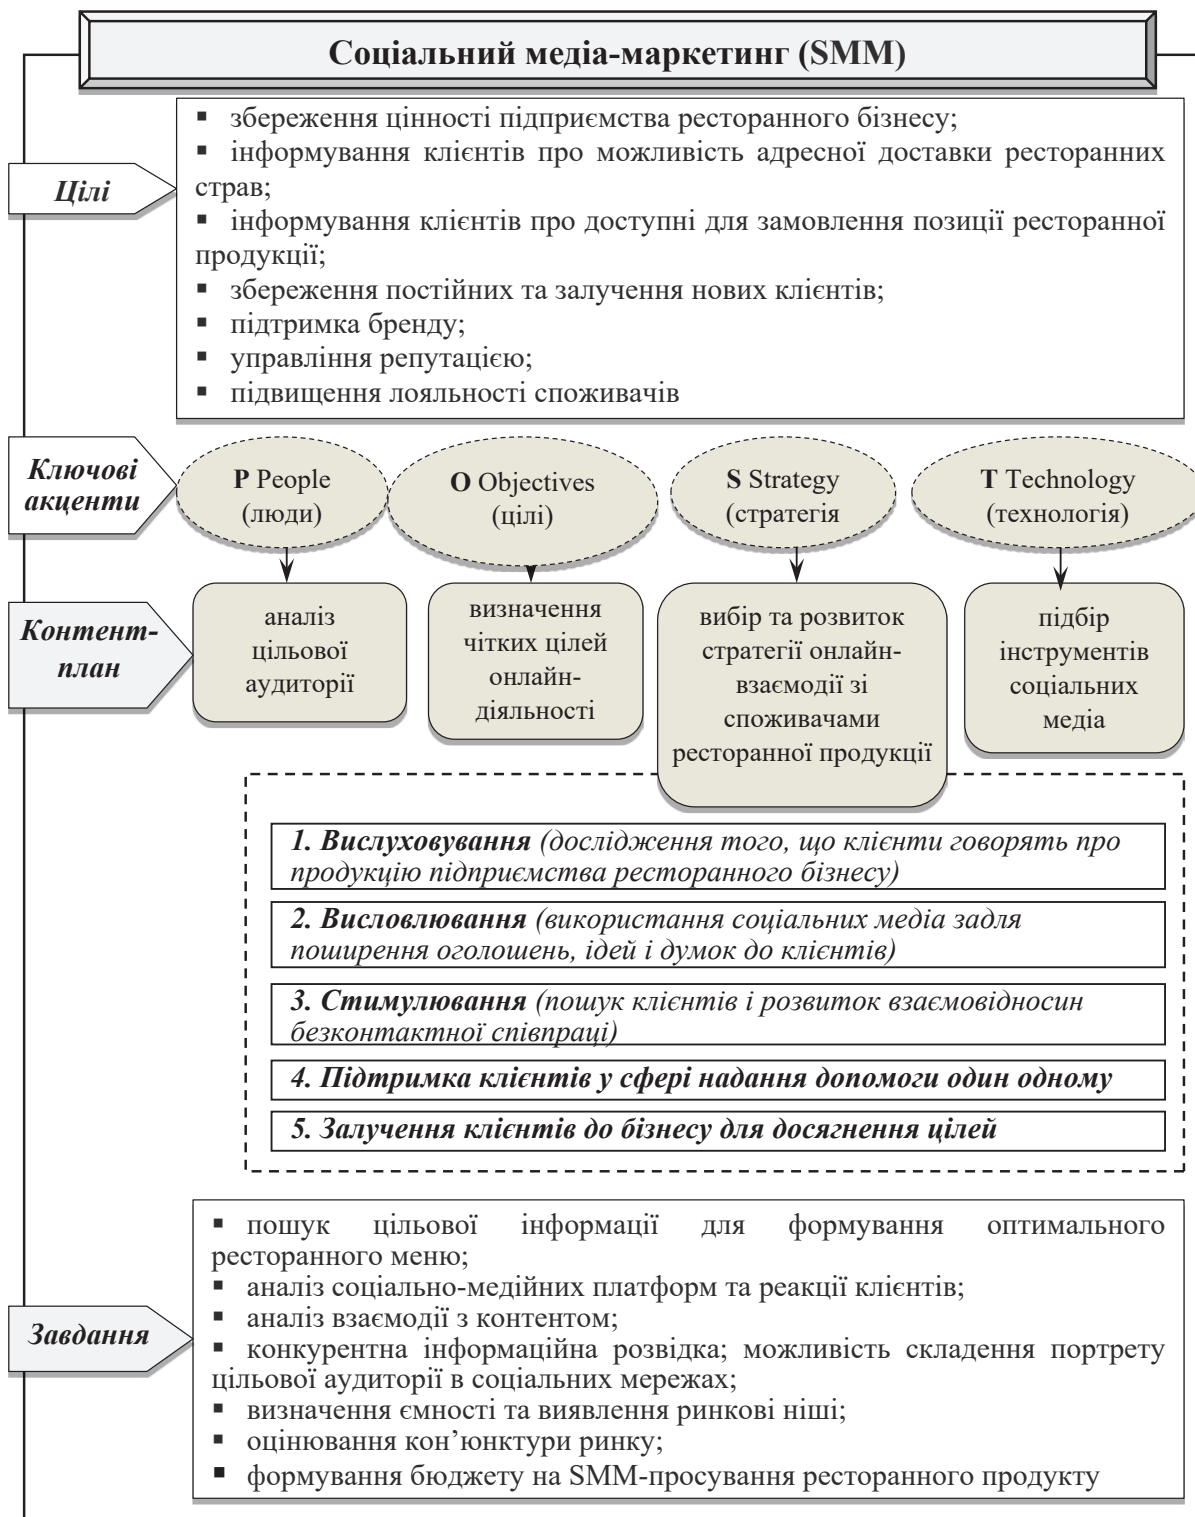 Соціальний медіа-маркетинг (SMM)
Цілі
▪ збереження цінності підприємства ресторанного бізнесу;
▪ інформування клієнтів про можливість адресної доставки ресторанних
страв;
▪ інформування клієнтів про доступні для замовлення позиції ресторанної
продукції;
▪ збереження постійних та залучення нових клієнтів;
▪ підтримка бренду;
▪ управління репутацією;
▪ підвищення лояльності споживачів
Ключові
акценти
P People
(люди)
O Objectives
(цілі)
S Strategy
(стратегія
T Technology
(технологія)
Контент-
план
аналіз
цільової
аудиторії
визначення
чітких цілей
онлайн-
діяльності
вибір та розвиток
стратегії онлайн-
взаємодії зі
споживачами
ресторанної продукції
підбір
інструментів
соціальних
медіа
1. Вислуховування (дослідження того, що клієнти говорять про
продукцію підприємства ресторанного бізнесу)
2. Висловлювання (використання соціальних медіа задля
поширення оголошень, ідей і думок до клієнтів)
3. Стимулювання (пошук клієнтів і розвиток взаємовідносин
безконтактної співпраці)
4. Підтримка клієнтів у сфері надання допомоги один одному
5. Залучення клієнтів до бізнесу для досягнення цілей
Завдання
▪ пошук цільової інформації для формування оптимального
ресторанного меню;
▪ аналіз соціально-медійних платформ та реакції клієнтів;
▪ аналіз взаємодії з контентом;
▪ конкурентна інформаційна розвідка; можливість складення портрету
цільової аудиторії в соціальних мережах;
▪ визначення ємності та виявлення ринкові ніші;
▪ оцінювання кон’юнктури ринку;
▪ формування бюджету на SMM-просування ресторанного продукту